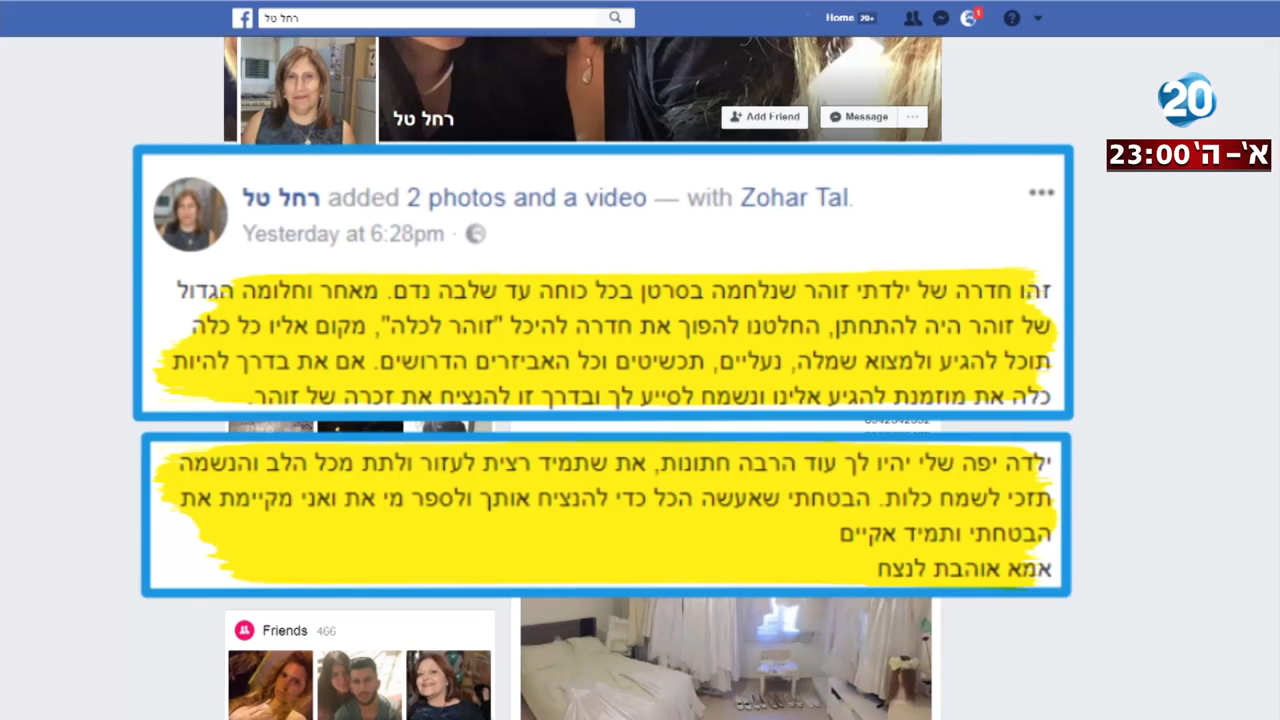 רחל טל
Home 20+
1
רחל טל
Add Friend
Message
20
א'-ה' 23:00
רחל טל added 2 photos and a video — with Zohar Tal.
Yesterday at 6:28pm
זהו חדרה של ילדתי זוהר שנלחמה בסרטן בכל כוחה עד שלבה נדם. מאחר וחלומה הגדול
של זוהר היה להתחתן, החלטנו להפוך את חדרה להיכל "זוהר לכלה", מקום אליו כל כלה
תוכל להגיע ולמצוא שמלה, נעליים, תכשיטים וכל האביזרים הדרושים. אם את בדרך להיות
כלה את מוזמנת להגיע אלינו ונשמח לסייע לך ובדרך זו להנציח את זכרה של זוהר.
ילדה יפה שלי יהיו לך עוד הרבה חתונות, את שתמיד רצית לעזור ולתת מכל הלב והנשמה
תזכי לשמח כלות. הבטחתי שאעשה הכל כדי להנציח אותך ולספר מי את ואני מקיימת את
הבטחתי ותמיד אקיים
אמא אוהבת לנצח
Friends 466